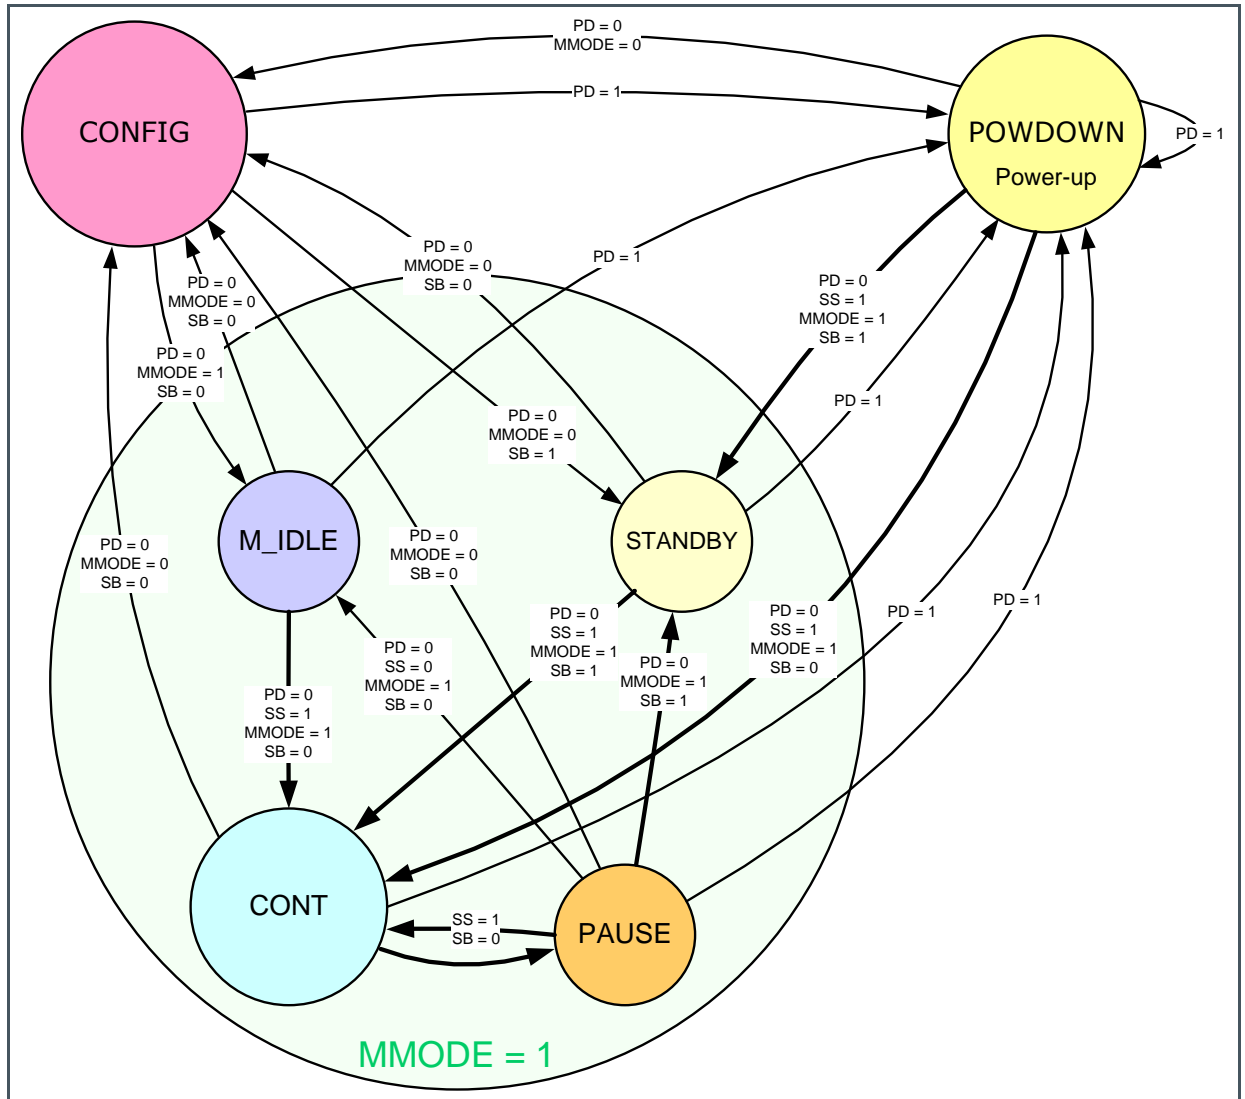 PD = 0
MMODE = 0
PD = 1
CONFIG
POWDOWN
Power-up
PD = 1
PD = 0
MMODE = 0
SB = 0
PD = 1
PD = 0
MMODE = 0
SB = 0
PD = 0
SS = 1
MMODE = 1
SB = 1
PD = 0
MMODE = 1
SB = 0
PD = 1
PD = 0
MMODE = 0
SB = 1
M_IDLE
STANDBY
PD = 0
MMODE = 0
SB = 0
PD = 0
MMODE = 0
SB = 0
PD = 0
SS = 1
MMODE = 1
SB = 1
PD = 0
SS = 1
MMODE = 1
SB = 0
PD = 1
PD = 1
PD = 0
SS = 0
MMODE = 1
SB = 0
PD = 0
MMODE = 1
SB = 1
PD = 0
SS = 1
MMODE = 1
SB = 0
CONT
SS = 1
SB = 0
PAUSE
MMODE = 1